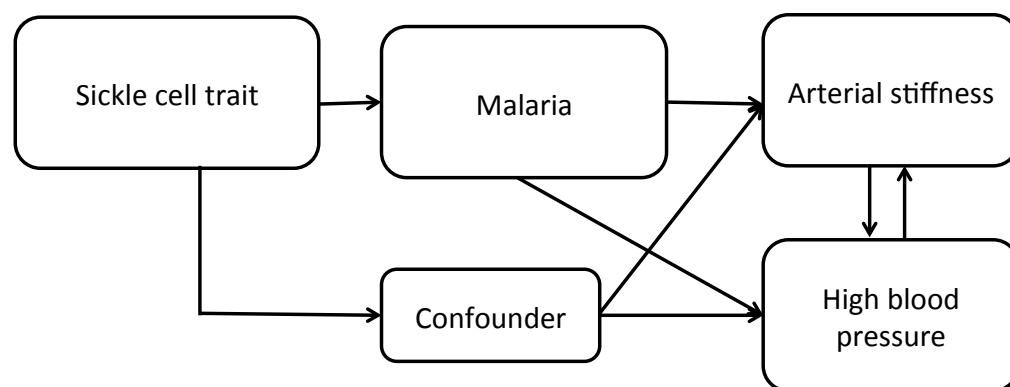 Sickle cell trait
Malaria
Arterial stiffness
Confounder
High blood
pressure